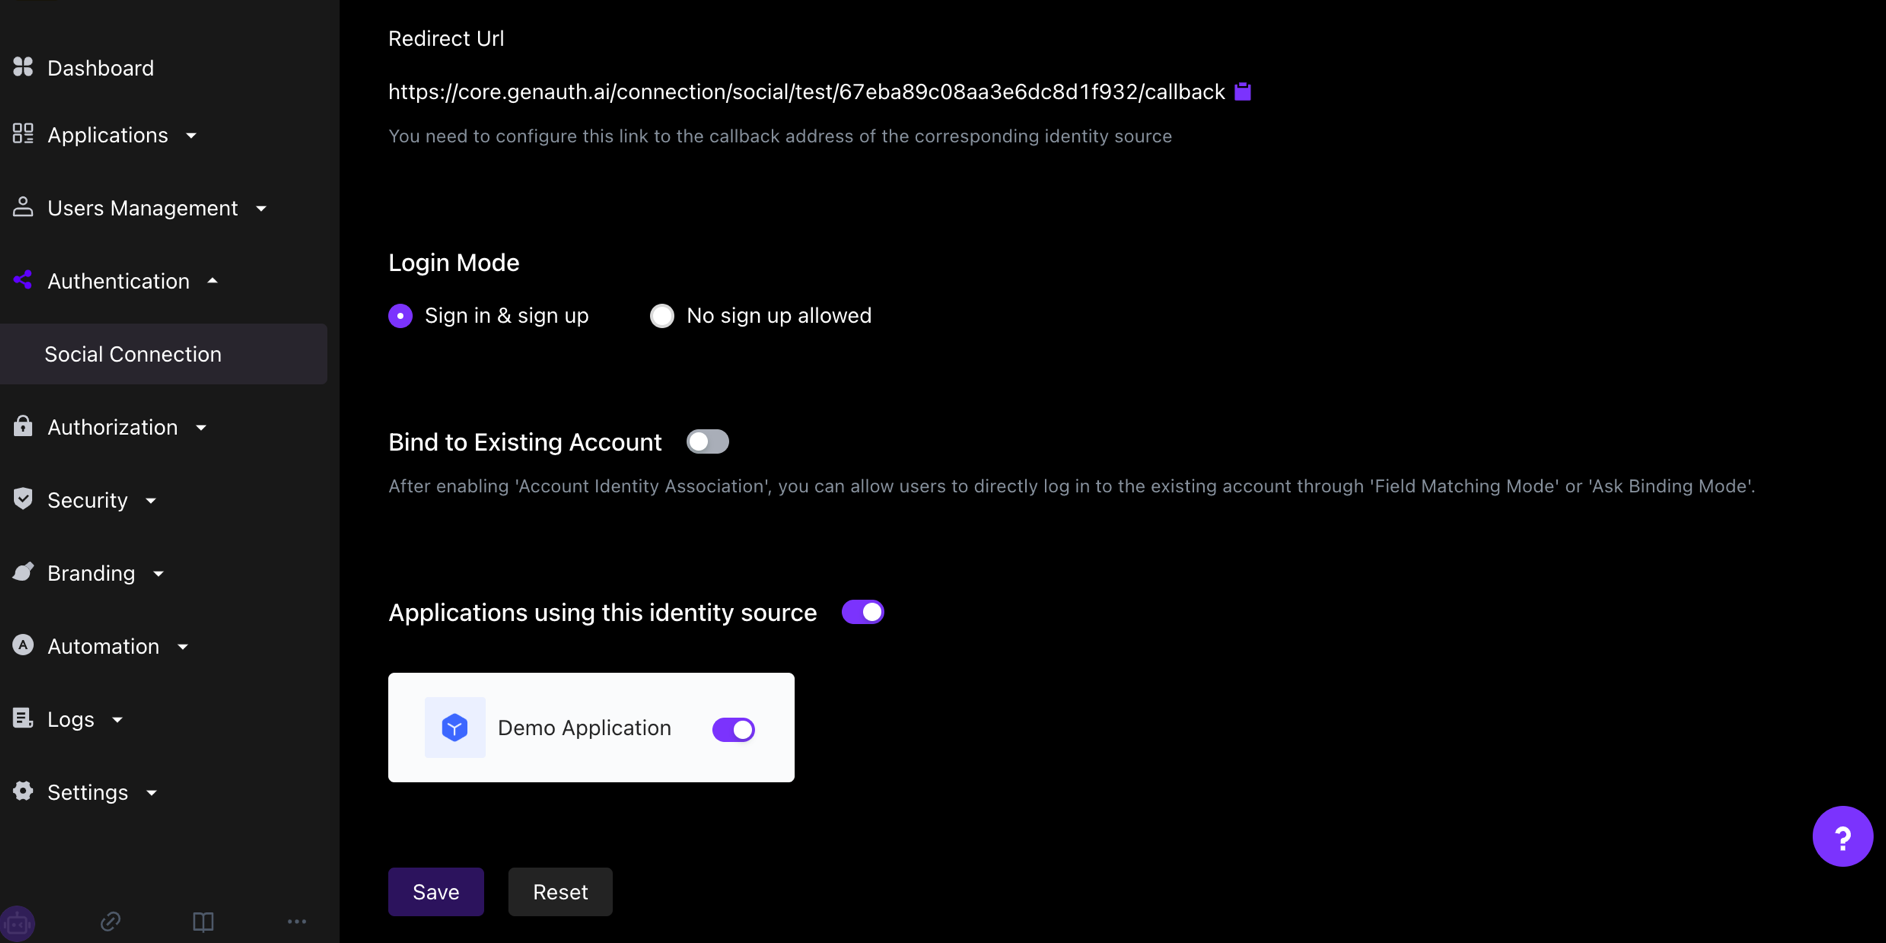 Dashboard
Applications
Users Management
Authentication
Social Connection
Authorization
Security
Branding
Automation
Logs
Settings
Redirect Url
https://core.genauth.ai/connection/social/test/67eba89c08aa3e6dc8d1f932/callback
You need to configure this link to the callback address of the corresponding identity source
Login Mode
Sign in & sign up
No sign up allowed
Bind to Existing Account
After enabling 'Account Identity Association', you can allow users to directly log in to the existing account through 'Field Matching Mode' or 'Ask Binding Mode'.
Applications using this identity source
Demo Application
Save
Reset
?